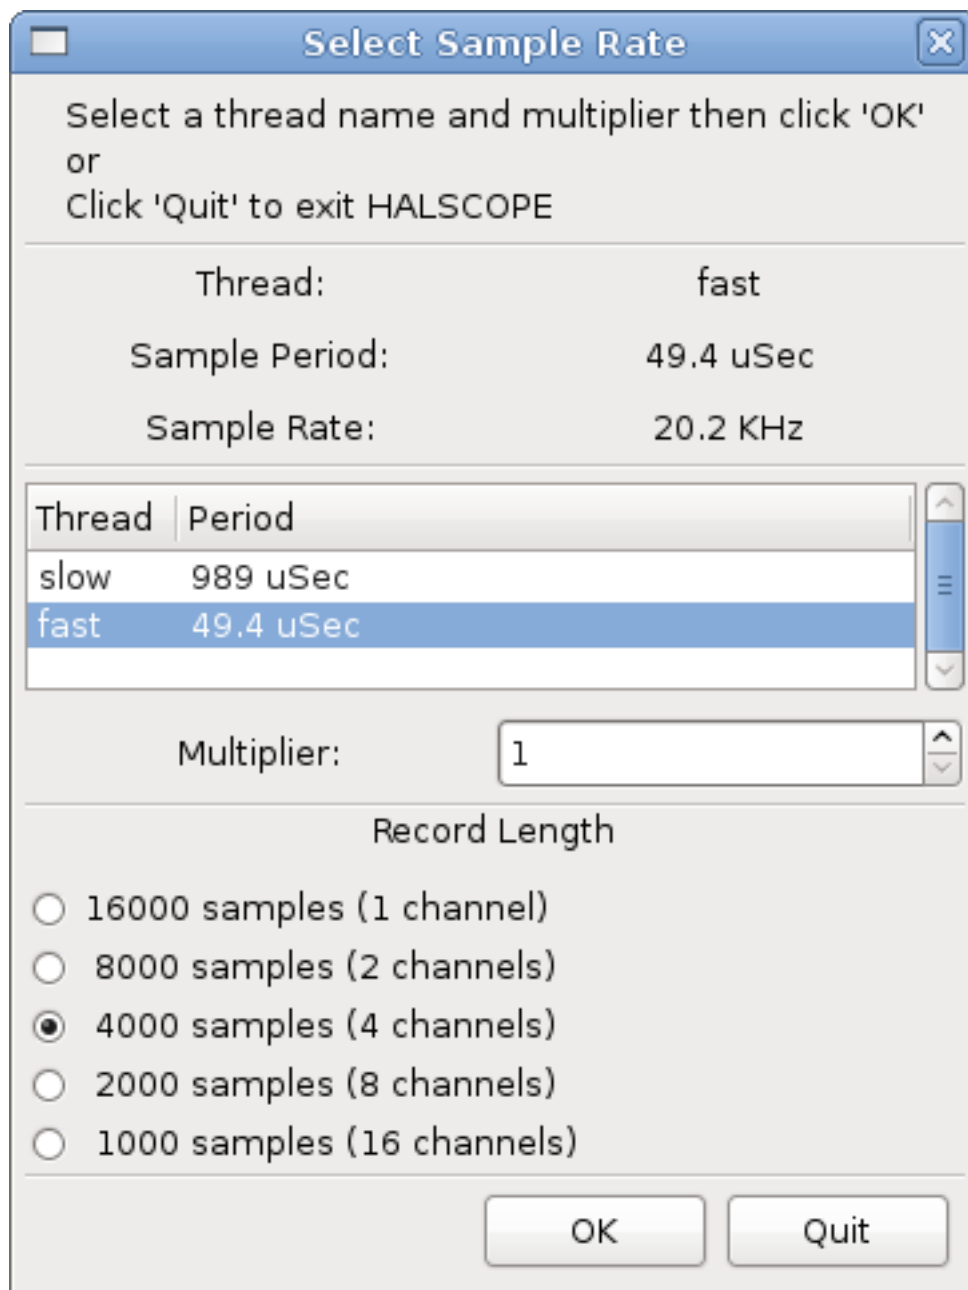 Select Sample Rate
Select a thread name and multiplier then click 'OK'
or
Click 'Quit' to exit HALSCOPE
Thread: fast
Sample Period: 49.4 uSec
Sample Rate: 20.2 KHz
Thread Period
slow 989 uSec
fast 49.4 uSec
Multiplier: 1
Record Length
16000 samples (1 channel)
8000 samples (2 channels)
4000 samples (4 channels)
2000 samples (8 channels)
1000 samples (16 channels)
OK Quit